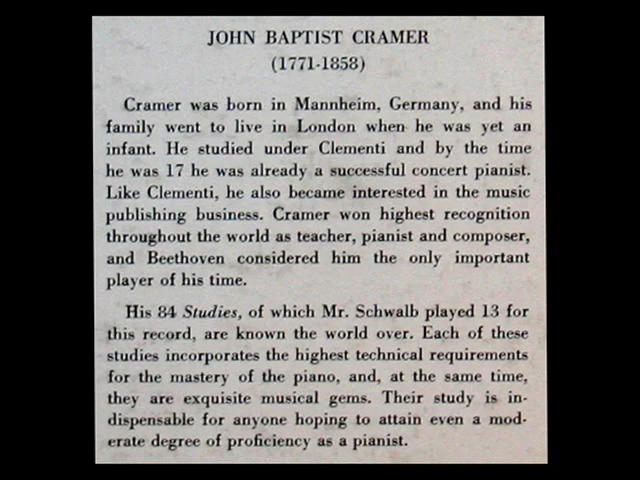 JOHN BAPTIST CRAMER
(1771-1858)
Cramer was born in Mannheim, Germany, and his
family went to live in London when he was yet an
infant. He studied under Clementi and by the time
he was 17 he was already a successful concert pianist.
Like Clementi, he also became interested in the music
publishing business. Cramer won highest recognition
throughout the world as teacher, pianist and composer,
and Beethoven considered him the only important
player of his time.
His 84 Studies, of which Mr. Schwalb played 13 for
this record, are known the world over. Each of these
studies incorporates the highest technical requirements
for the mastery of the piano, and, at the same time,
they are exquisite musical gems. Their study is in-
dispensable for anyone hoping to attain even a mod-
erate degree of proficiency as a pianist.